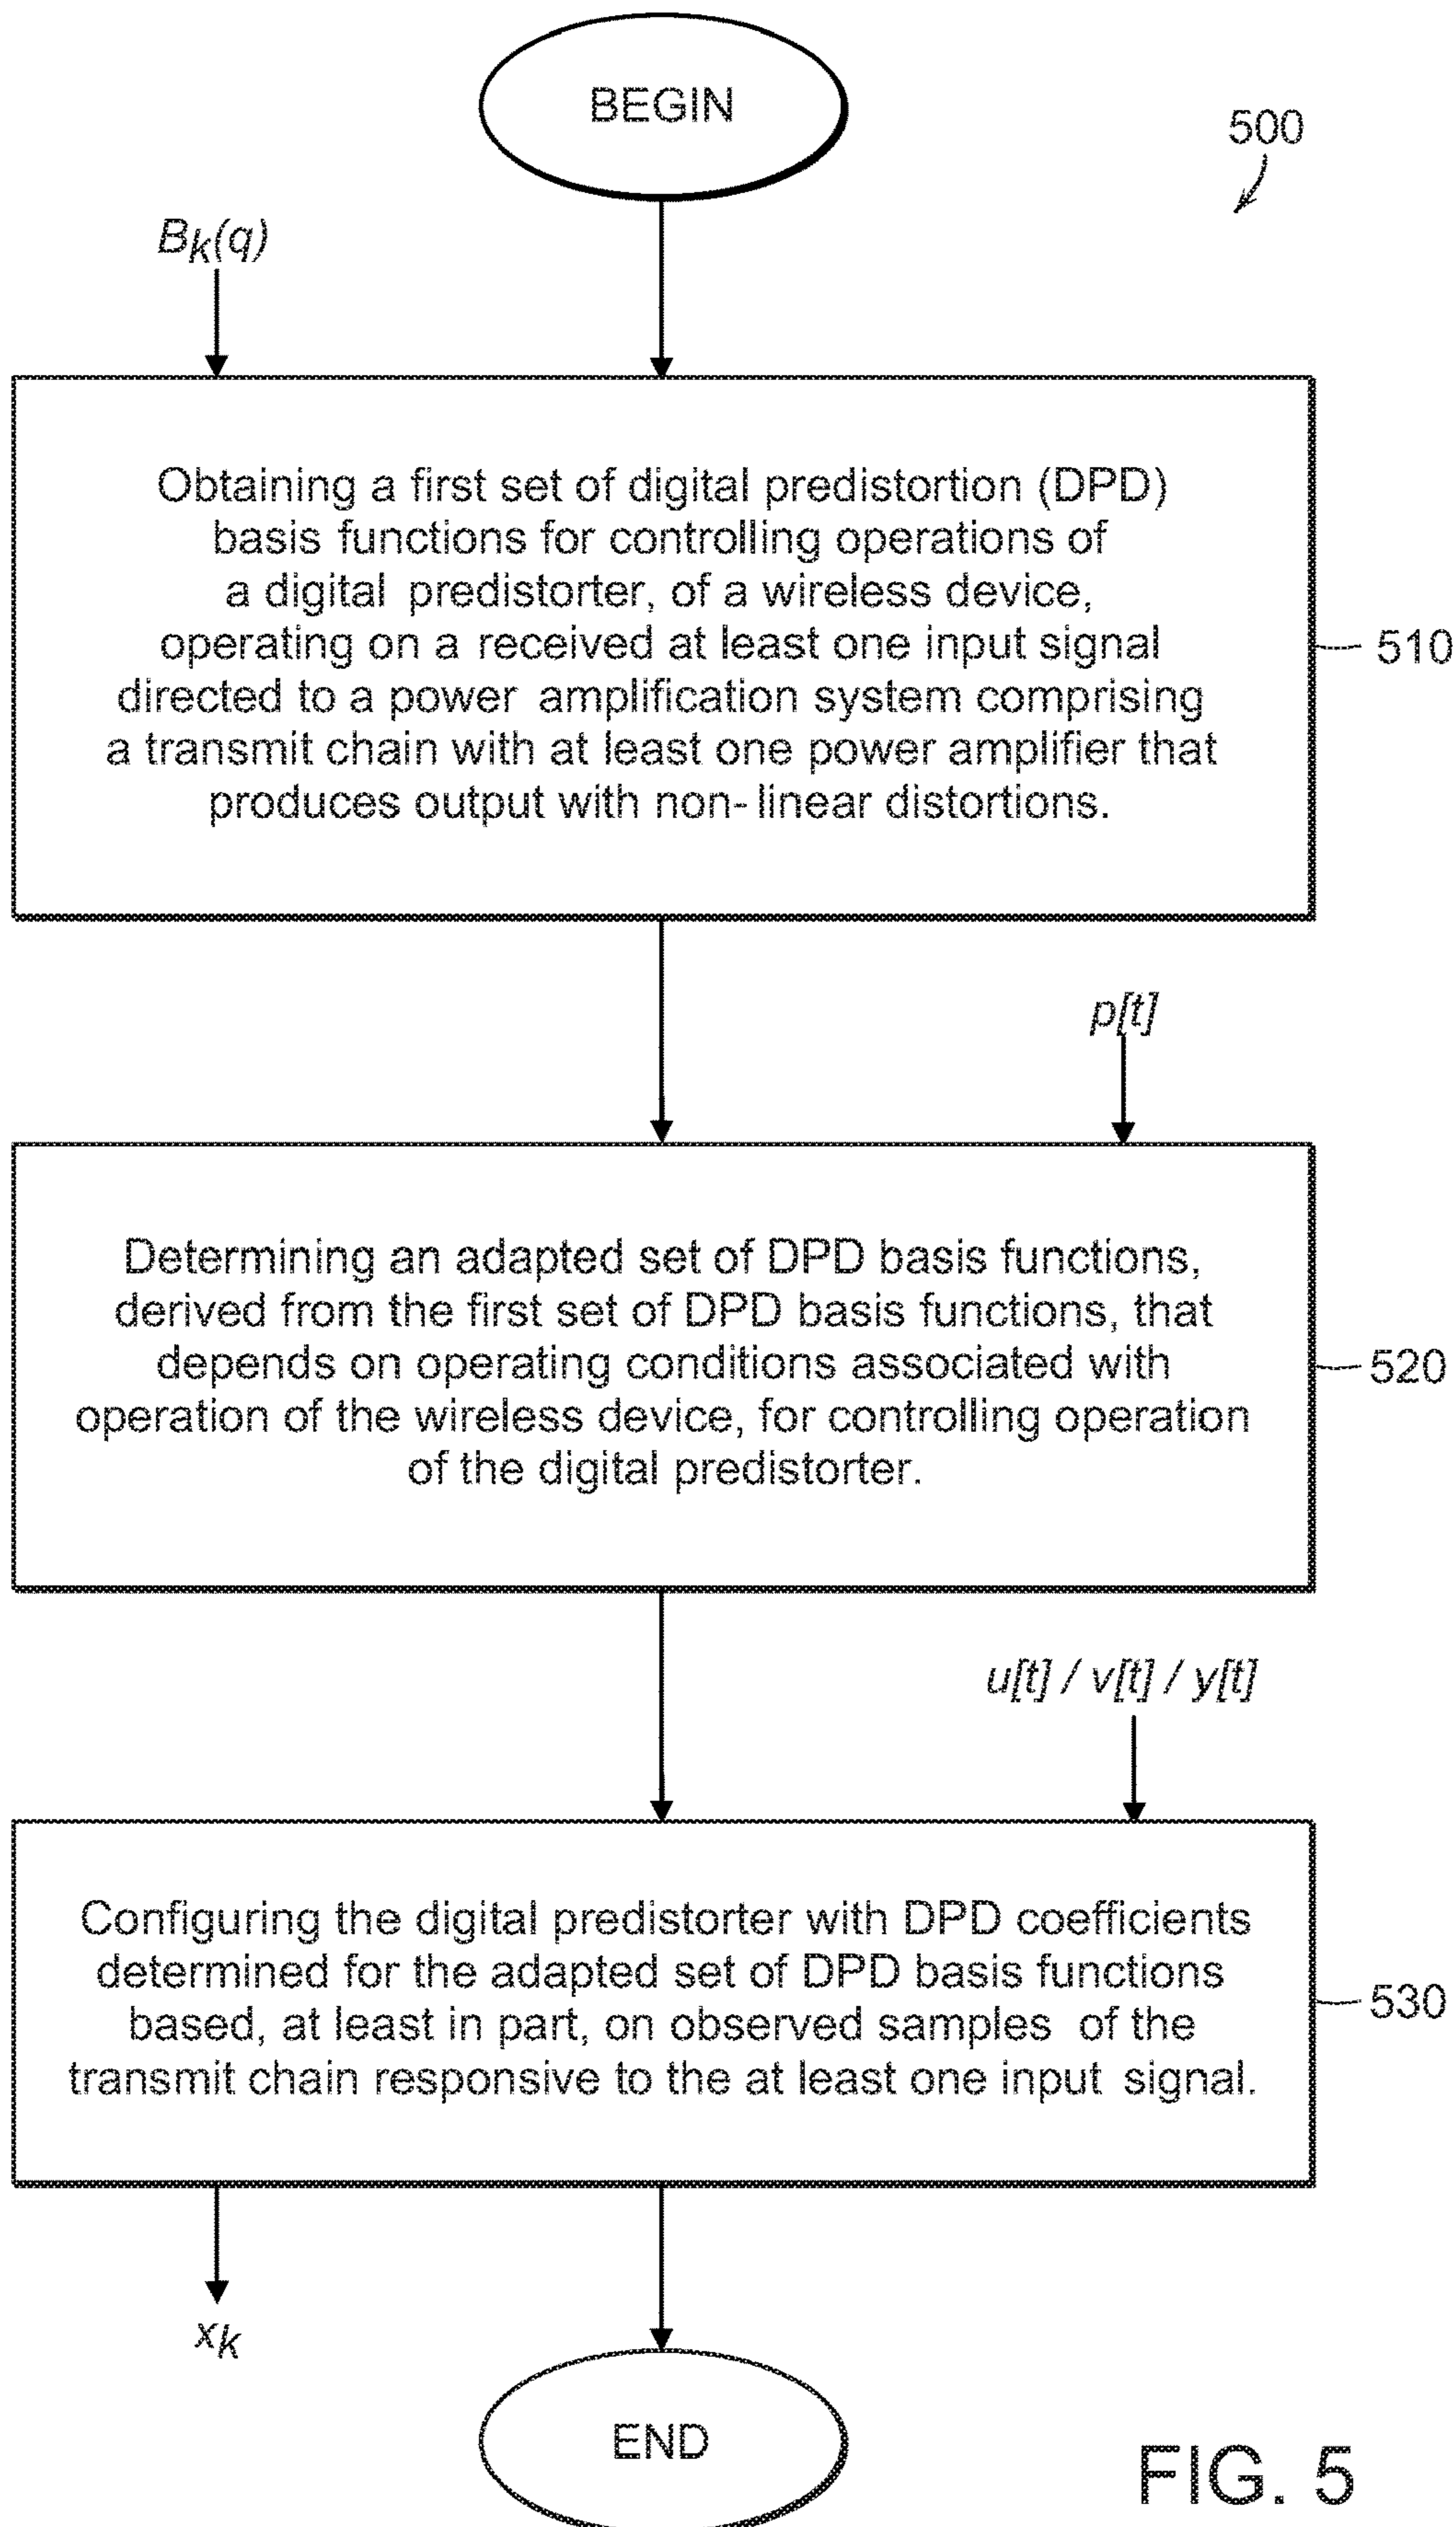 BEGIN
500
Bk(q)
Obtaining a first set of digital predistortion (DPD)
basis functions for controlling operations of
a digital predistorter, of a wireless device,
operating on a received at least one input signal
directed to a power amplification system comprising
a transmit chain with at least one power amplifier that
produces output with non-linear distortions.
510
p[t]
Determining an adapted set of DPD basis functions,
derived from the first set of DPD basis functions, that
depends on operating conditions associated with
operation of the wireless device, for controlling operation
of the digital predistorter.
520
u[t] / v[t] / y[t]
Configuring the digital predistorter with DPD coefficients
determined for the adapted set of DPD basis functions
based, at least in part, on observed samples of the
transmit chain responsive to the at least one input signal.
530
xk
END
FIG. 5